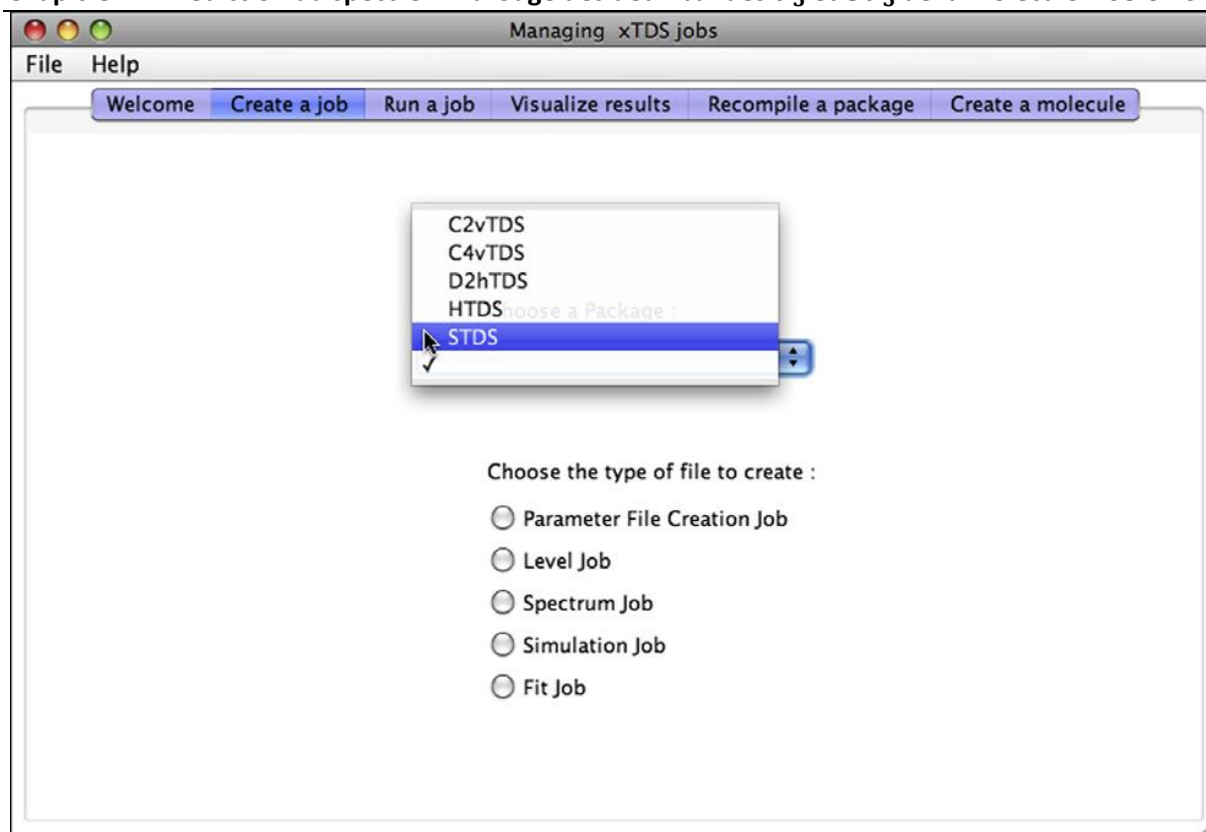 Managing xTDS jobs
File Help
Welcome Create a job Run a job Visualize results Recompile a package Create a molecule
C2vTDS
C4vTDS
D2hTDS
HTDS
Choose a Package :
STDS
Choose the type of file to create :
Parameter File Creation Job
Level Job
Spectrum Job
Simulation Job
Fit Job